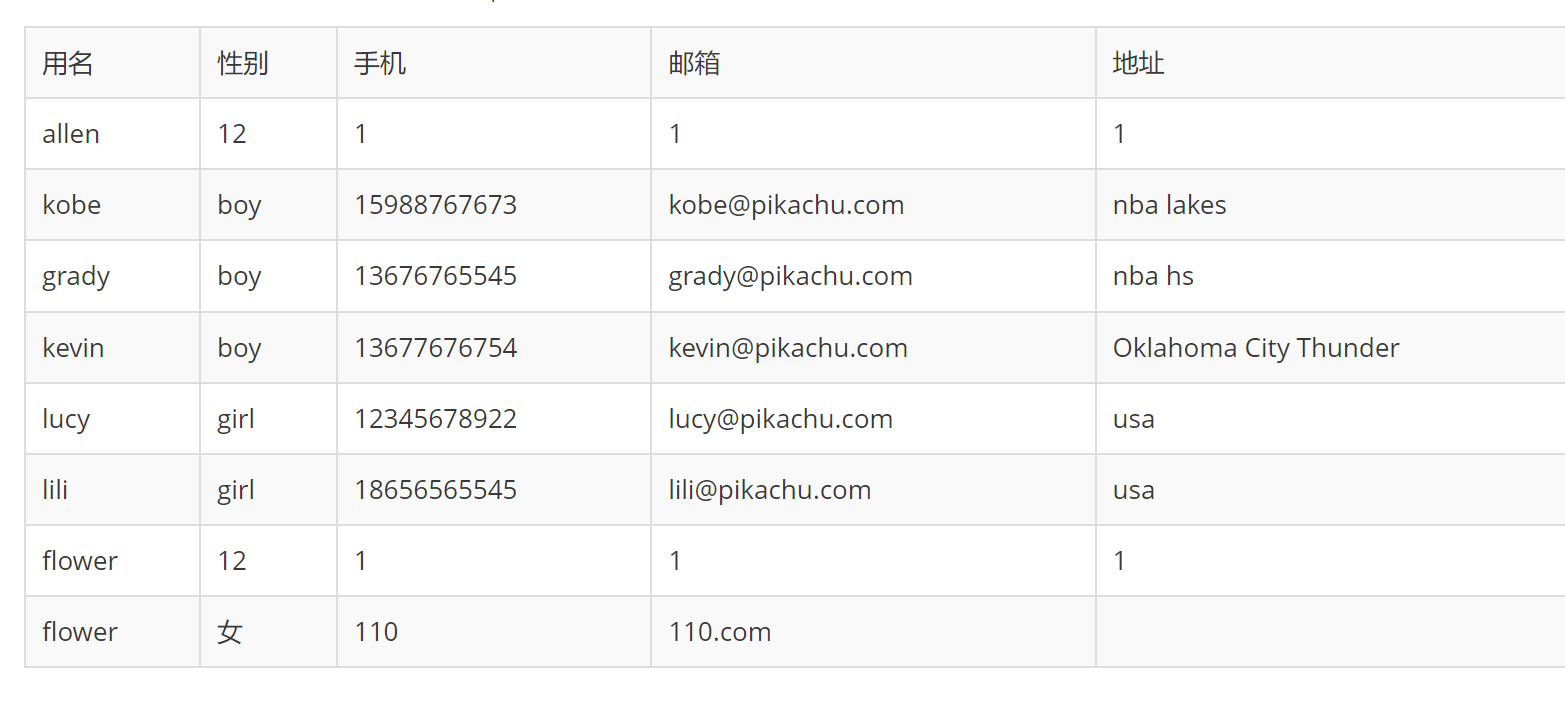 用名 性别 手机 邮箱 地址
allen 12 1 1 1
kobe boy 15988767673 kobe@pikachu.com nba lakes
grady boy 13676765545 grady@pikachu.com nba hs
kevin boy 13677676754 kevin@pikachu.com Oklahoma City Thunder
lucy girl 12345678922 lucy@pikachu.com usa
lili girl 18656565545 lili@pikachu.com usa
flower 12 1 1 1
flower 女 110 110.com